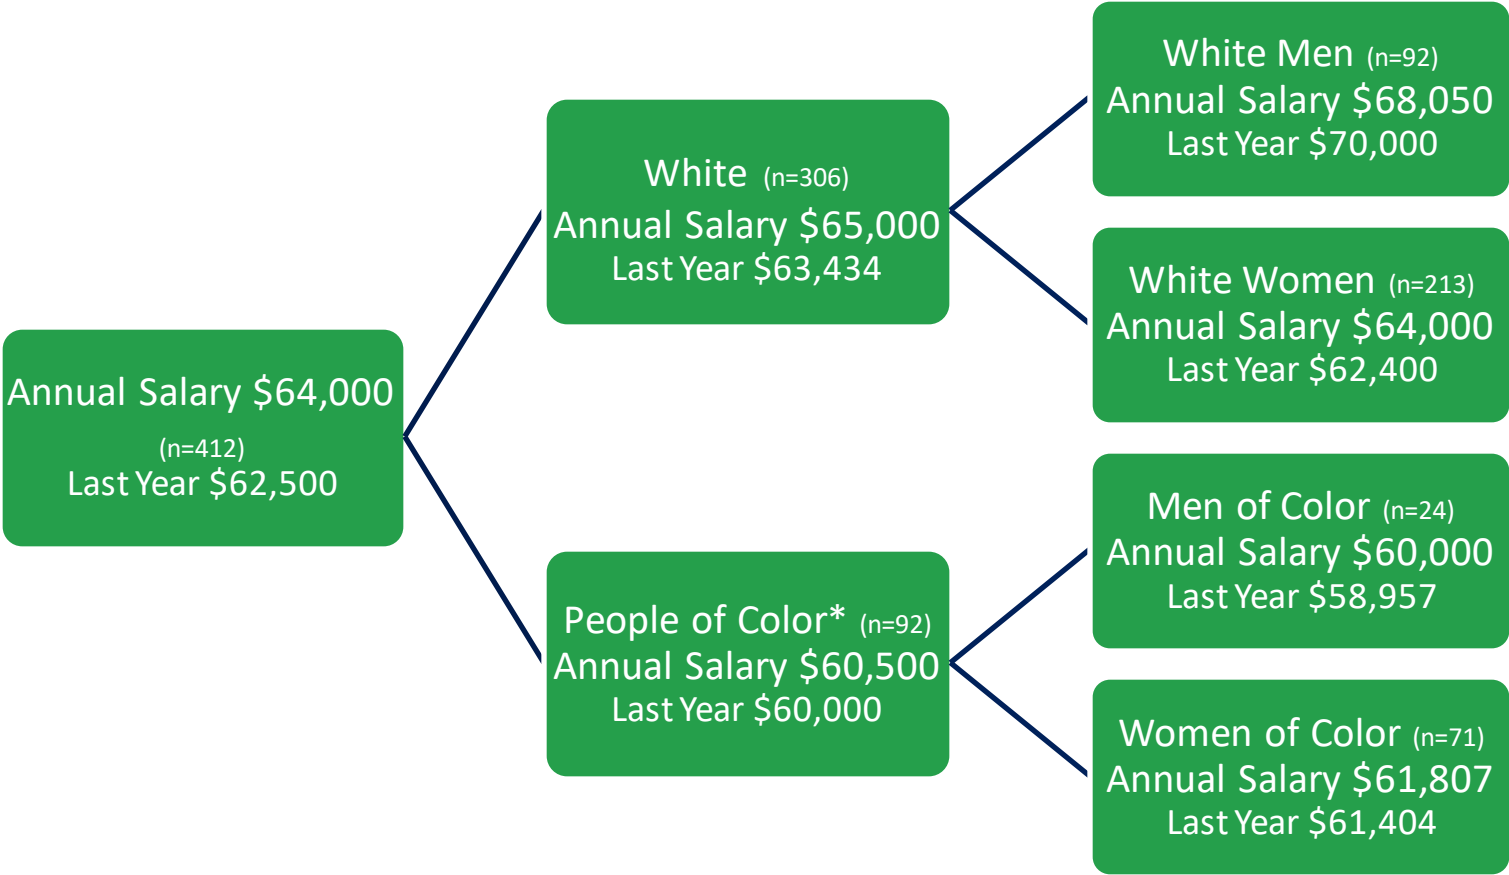 Annual Salary $64,000
(n=412)
Last Year $62,500
White (n=306)
Annual Salary $65,000
Last Year $63,434
People of Color* (n=92)
Annual Salary $60,500
Last Year $60,000
White Men (n=92)
Annual Salary $68,050
Last Year $70,000
White Women (n=213)
Annual Salary $64,000
Last Year $62,400
Men of Color (n=24)
Annual Salary $60,000
Last Year $58,957
Women of Color (n=71)
Annual Salary $61,807
Last Year $61,404